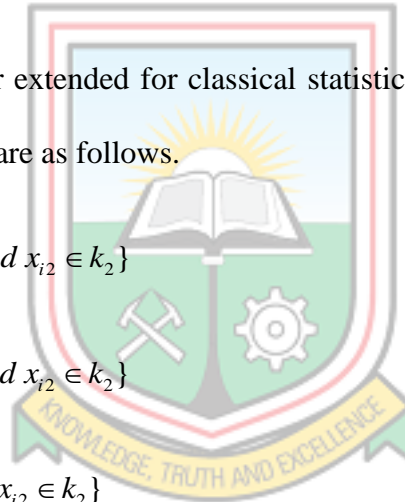 r extended for classical statistic
are as follows.
d x_{i2} ∈ k_2}
d x_{i2} ∈ k_2}
KNOWLEDGE, TRUTH AND EXCELLENCE
x_{i2} ∈ k_2}